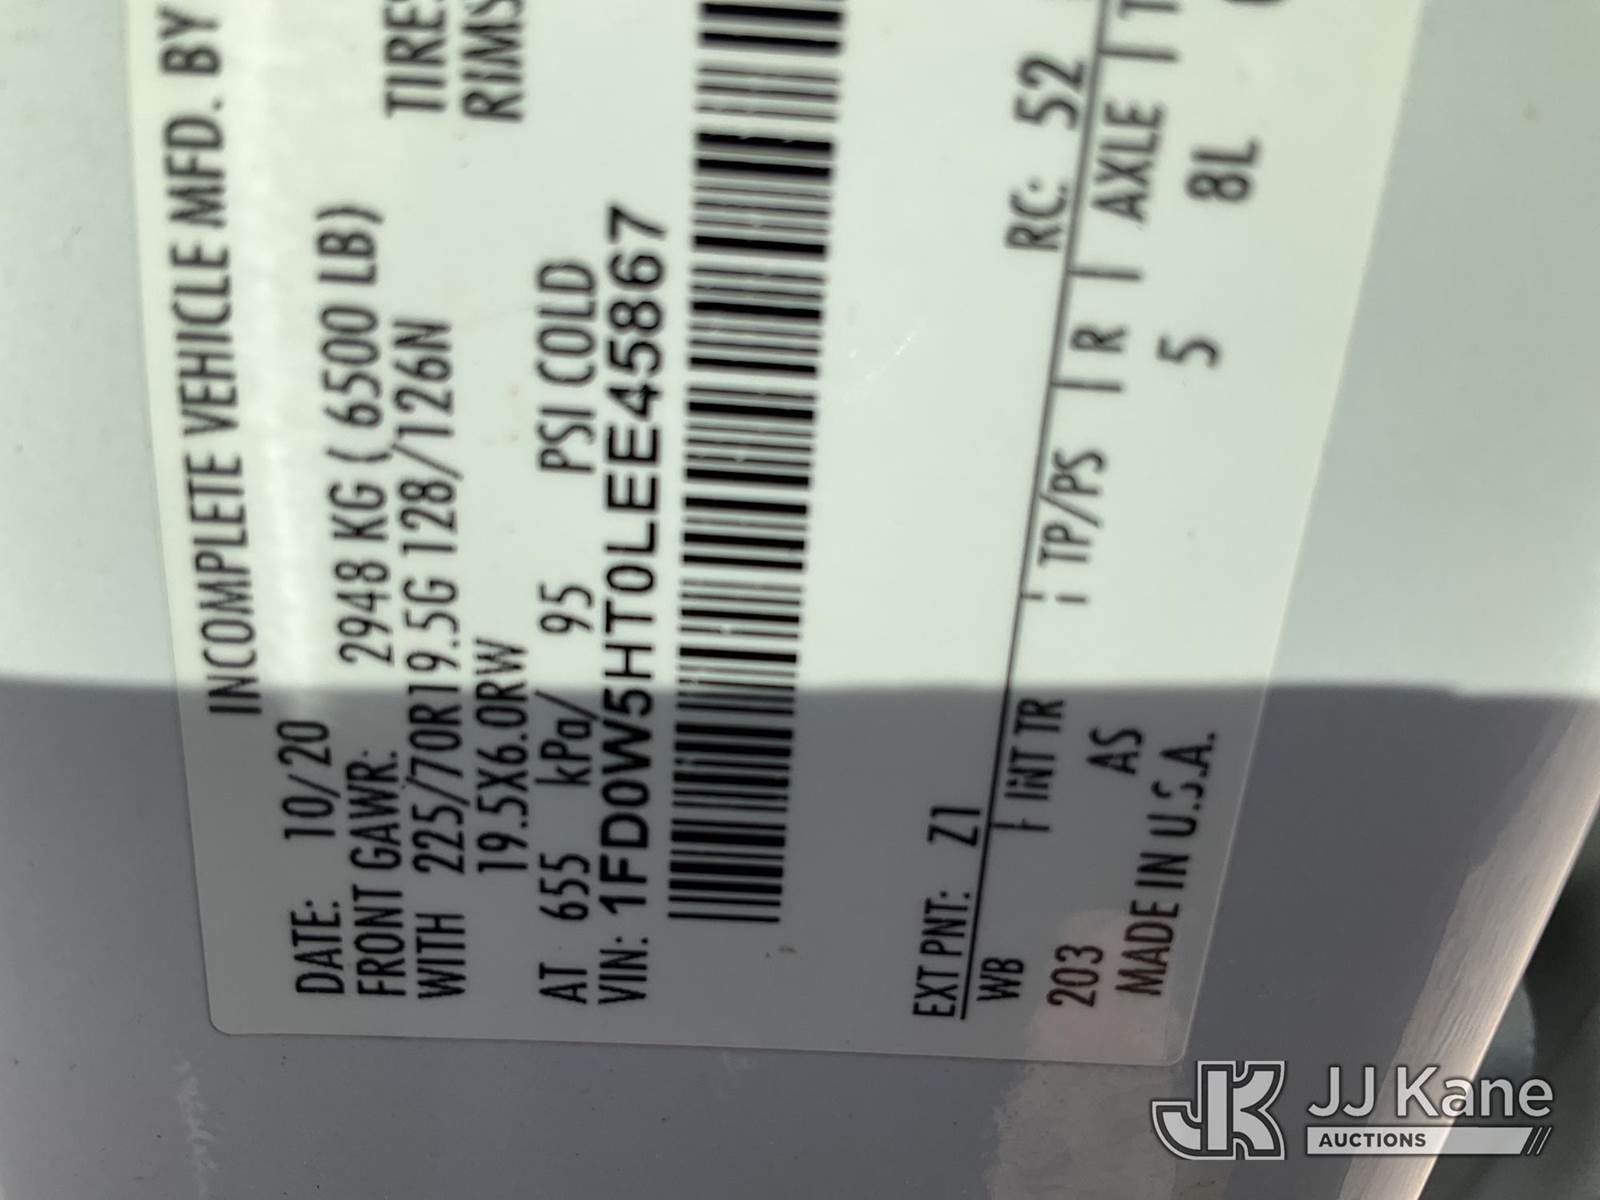 INCOMPLETE VEHICLE MFD. BY
DATE: 10/20
FRONT GAWR: 2948 KG ( 6500 LB)
WITH 225/70R19.5G 128/126N TIRES
19.5X6.0RW RIMS
AT 655 kPa/ 95 PSI COLD
VIN: 1FD0W5HT0LEE45867
EXT PNT: Z1 RC: 52
WB INT TR TP/PS R AXLE
203 AS 5 8L
MADE IN U.S.A.
JK JJ Kane
AUCTIONS